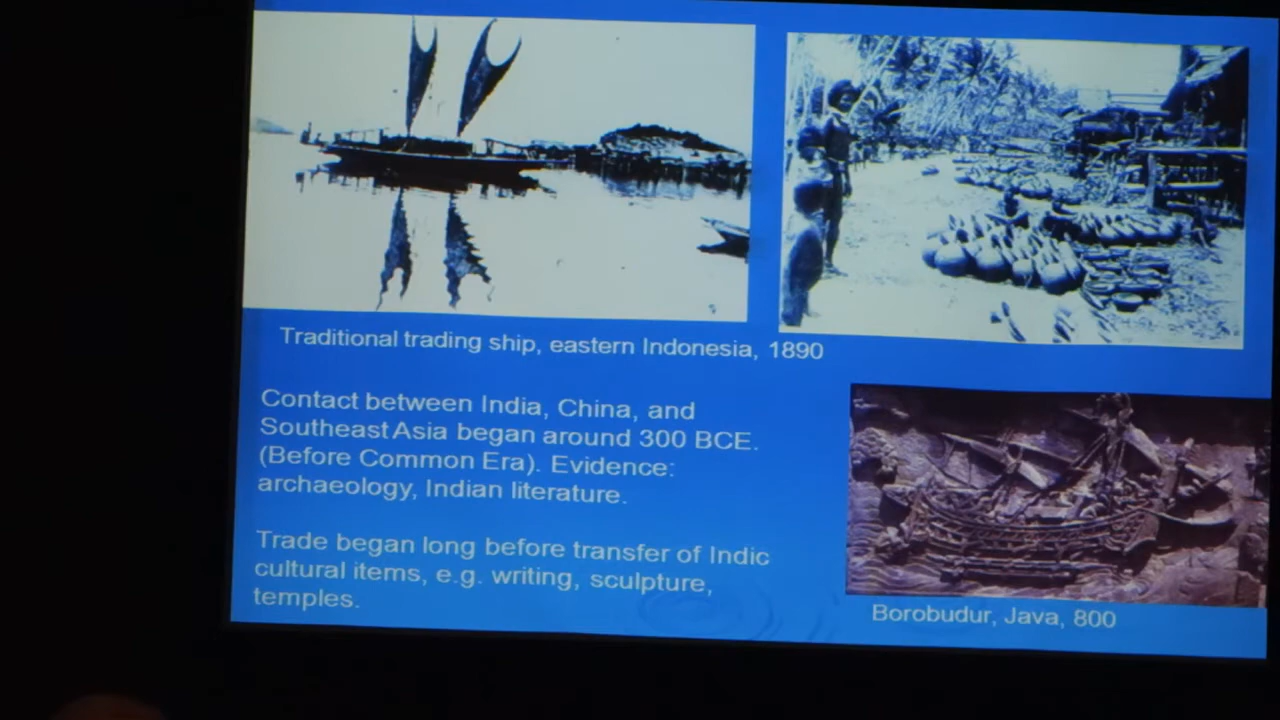 Traditional trading ship, eastern Indonesia, 1890
Contact between India, China, and
Southeast Asia began around 300 BCE.
(Before Common Era). Evidence:
archaeology, Indian literature.
Trade began long before transfer of Indic
cultural items, e.g. writing, sculpture,
temples.
Borobudur, Java, 800